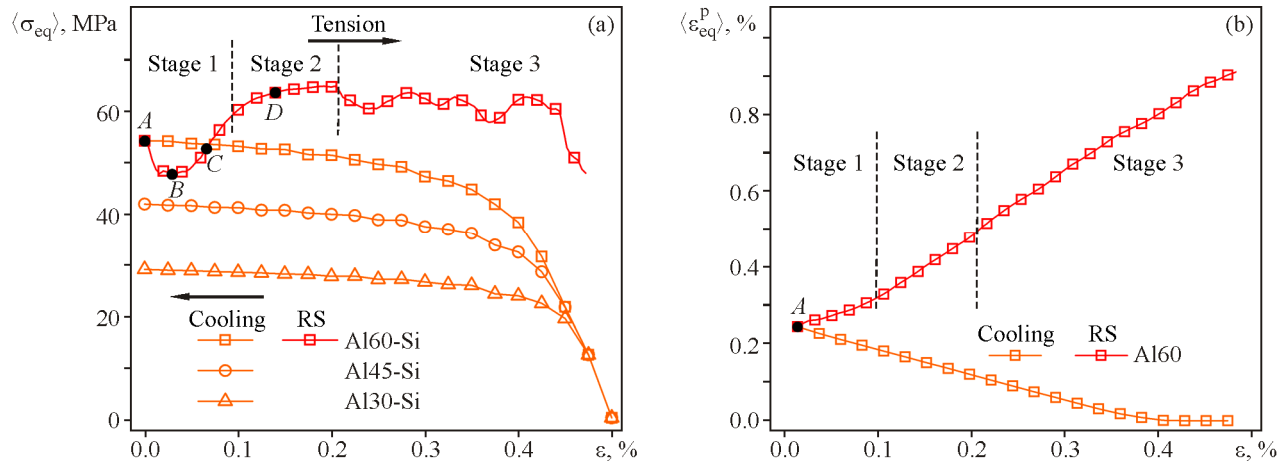 ⟨σeq⟩, MPa
Tension
(a)
Stage 1
Stage 2
Stage 3
60
A
D
C
B
40
20
Cooling RS
Al60-Si
Al45-Si
Al30-Si
0
0.0 0.1 0.2 0.3 0.4 ε, %
⟨ε^p_eq⟩, %
(b)
0.8
Stage 1
Stage 2
Stage 3
0.6
0.4
A
0.2
Cooling RS
Al60
0.0
0.0 0.1 0.2 0.3 0.4 ε, %